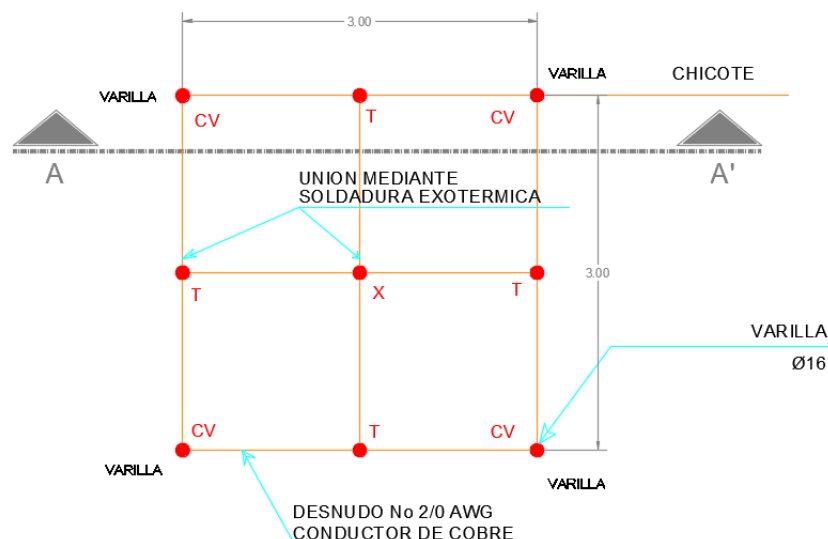 3.00
VARILLA
CHICOTE
VARILLA
CV
T
CV
A
A'
UNION MEDIANTE
SOLDADURA EXOTERMICA
3.00
T
X
T
VARILLA
Ø16
CV
T
CV
VARILLA
VARILLA
DESNUDO No 2/0 AWG
CONDUCTOR DE COBRE